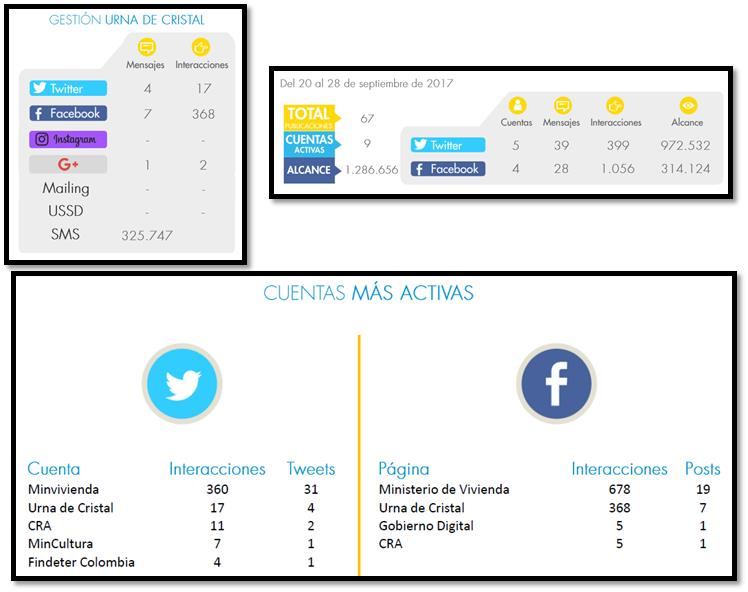 GESTIÓN URNA DE CRISTAL
Mensajes Interacciones
Twitter 4 17
Facebook 7 368
Instagram - -
G+ 1 2
Mailing - -
USSD - -
SMS 325.747
Del 20 al 28 de septiembre de 2017
TOTAL PUBLICACIONES 67
CUENTAS ACTIVAS 9
ALCANCE 1.286.656
Cuentas Mensajes Interacciones Alcance
Twitter 5 39 399 972.532
Facebook 4 28 1.056 314.124
CUENTAS MÁS ACTIVAS
Cuenta Interacciones Tweets
Minvivienda 360 31
Urna de Cristal 17 4
CRA 11 2
MinCultura 7 1
Findeter Colombia 4 1
Página Interacciones Posts
Ministerio de Vivienda 678 19
Urna de Cristal 368 7
Gobierno Digital 5 1
CRA 5 1